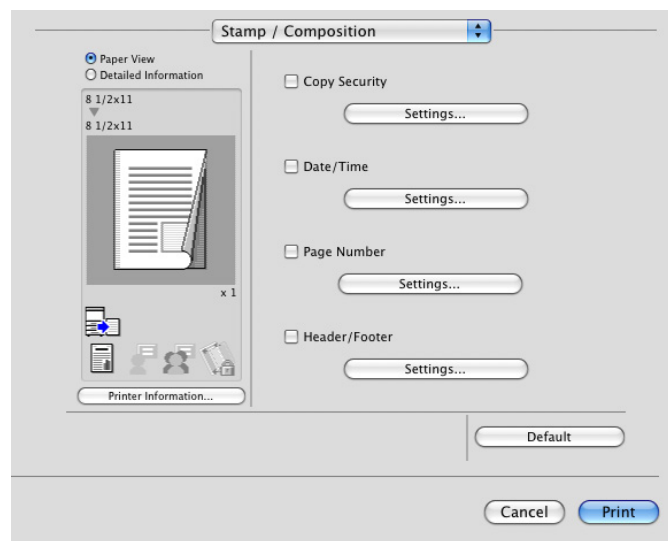 Stamp / Composition
Paper View
Detailed Information
8 1/2x11
8 1/2x11
x 1
Printer Information...
Copy Security
Settings...
Date/Time
Settings...
Page Number
Settings...
Header/Footer
Settings...
Default
Cancel
Print